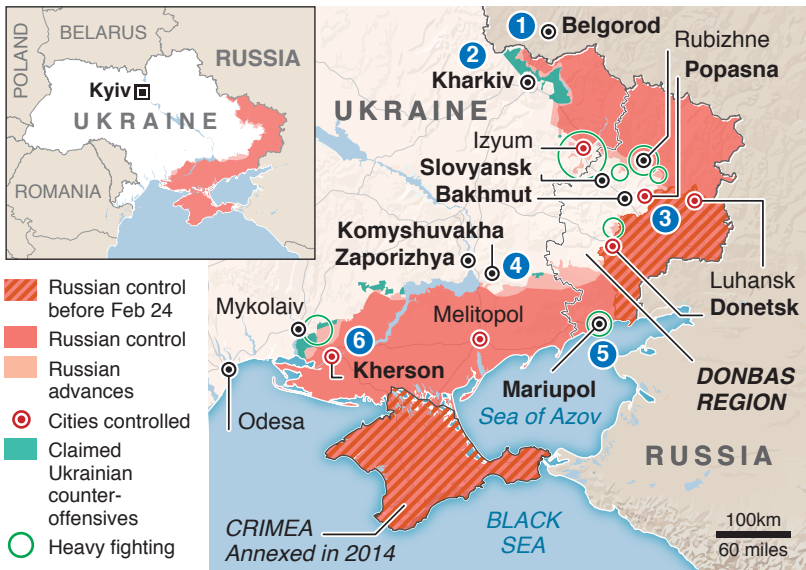 BELARUS
POLAND
RUSSIA
Kyiv
UKRAINE
ROMANIA
1
Belgorod
2
Rubizhne
Popasna
Kharkiv
UKRAINE
Izyum
Slovyansk
Bakhmut
3
Komyshuvakha
Zaporizhya
4
Luhansk
Donetsk
Mykolaiv
Melitopol
6
Kherson
5
Mariupol
DONBAS
REGION
Sea of Azov
Odesa
RUSSIA
CRIMEA
Annexed in 2014
BLACK
SEA
100km
60 miles
Russian control
before Feb 24
Russian control
Russian
advances
Cities controlled
Claimed
Ukrainian
counter-
offensives
Heavy fighting